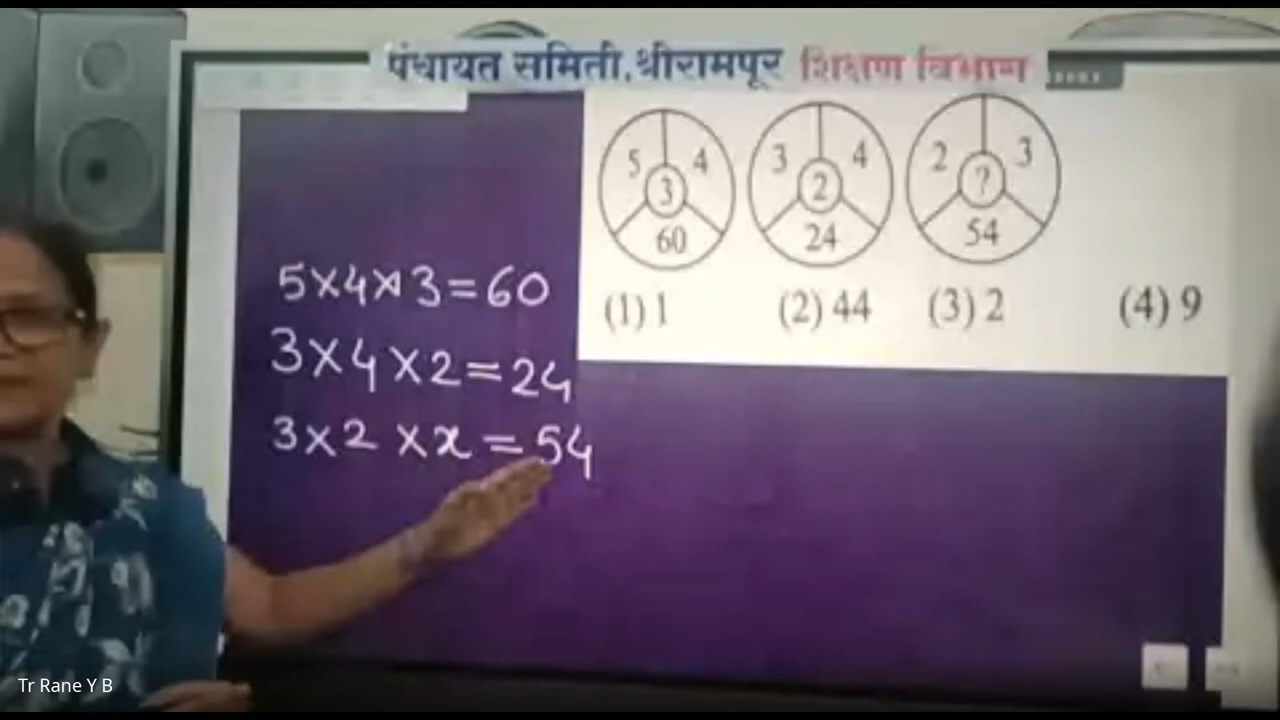 पंचायत समिती,श्रीरामपूर शिक्षण विभाग
5 4 3 60
3 4 2 24
2 3 ? 54
(1) 1 (2) 44 (3) 2 (4) 9
5×4×3=60
3×4×2=24
3×2×x=54
Tr Rane Y B